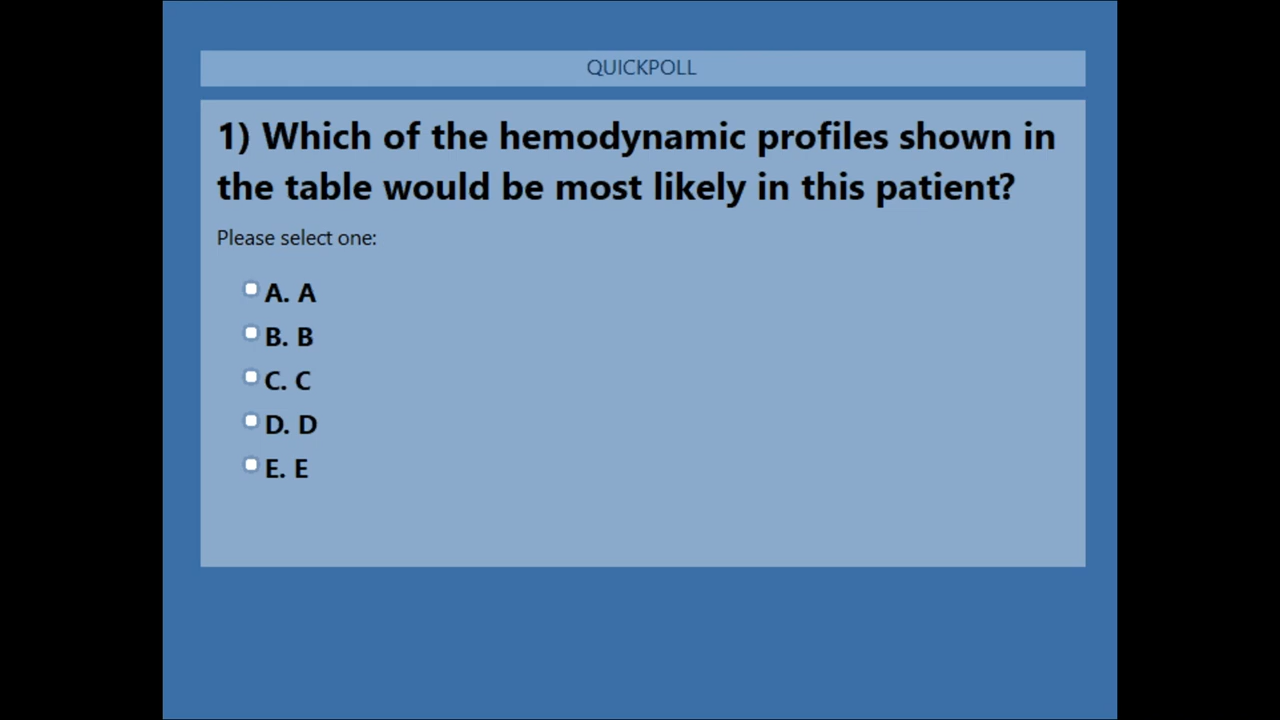 QUICKPOLL
1) Which of the hemodynamic profiles shown in
the table would be most likely in this patient?
Please select one:
A. A
B. B
C. C
D. D
E. E